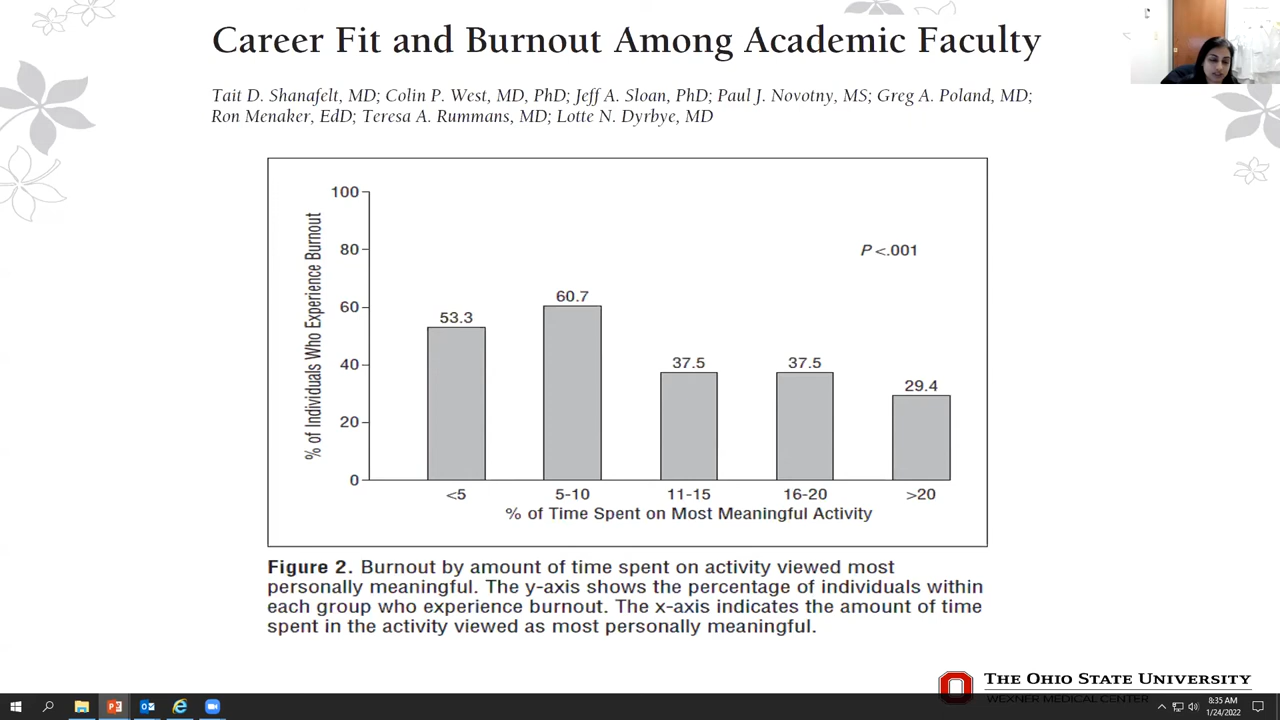 Career Fit and Burnout Among Academic Faculty
Tait D. Shanafelt, MD; Colin P. West, MD, PhD; Jeff A. Sloan, PhD; Paul J. Novotny, MS; Greg A. Poland, MD;
Ron Menaker, EdD; Teresa A. Rummans, MD; Lotte N. Dyrbye, MD
% of Individuals Who Experience Burnout
100
80
60
40
20
0
P <.001
53.3
60.7
37.5
37.5
29.4
<5
5-10
11-15
16-20
>20
% of Time Spent on Most Meaningful Activity
Figure 2. Burnout by amount of time spent on activity viewed most
personally meaningful. The y-axis shows the percentage of individuals within
each group who experience burnout. The x-axis indicates the amount of time
spent in the activity viewed as most personally meaningful.
THE OHIO STATE UNIVERSITY
WEXNER MEDICAL CENTER
8:35 AM
1/24/2022